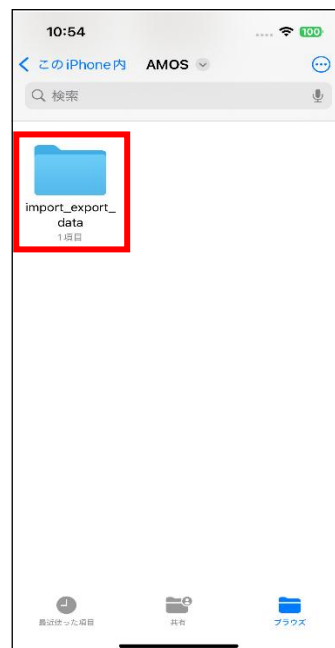 10:54
100
このiPhone内 AMOS
検索
import_export_
data
1項目
最近使った項目 共有 ブラウズ